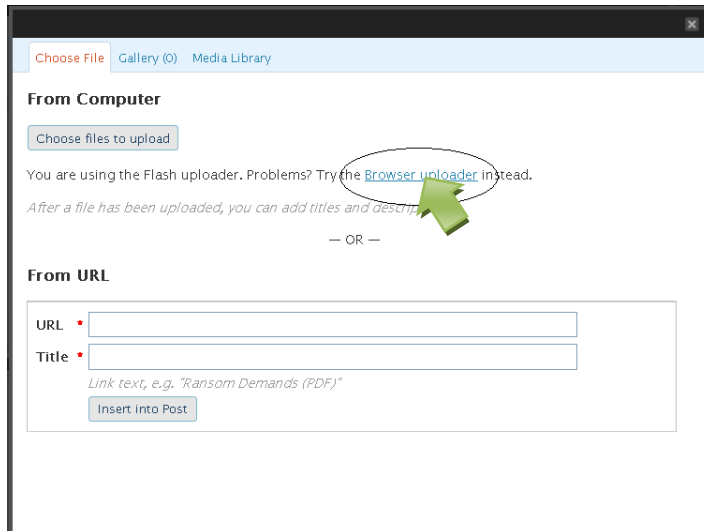 Choose File Gallery (0) Media Library
From Computer
Choose files to upload
You are using the Flash uploader. Problems? Try the Browser uploader instead.
After a file has been uploaded, you can add titles and
— OR —
From URL
URL *
Title *
Link text, e.g. "Ransom Demands (PDF)"
Insert into Post